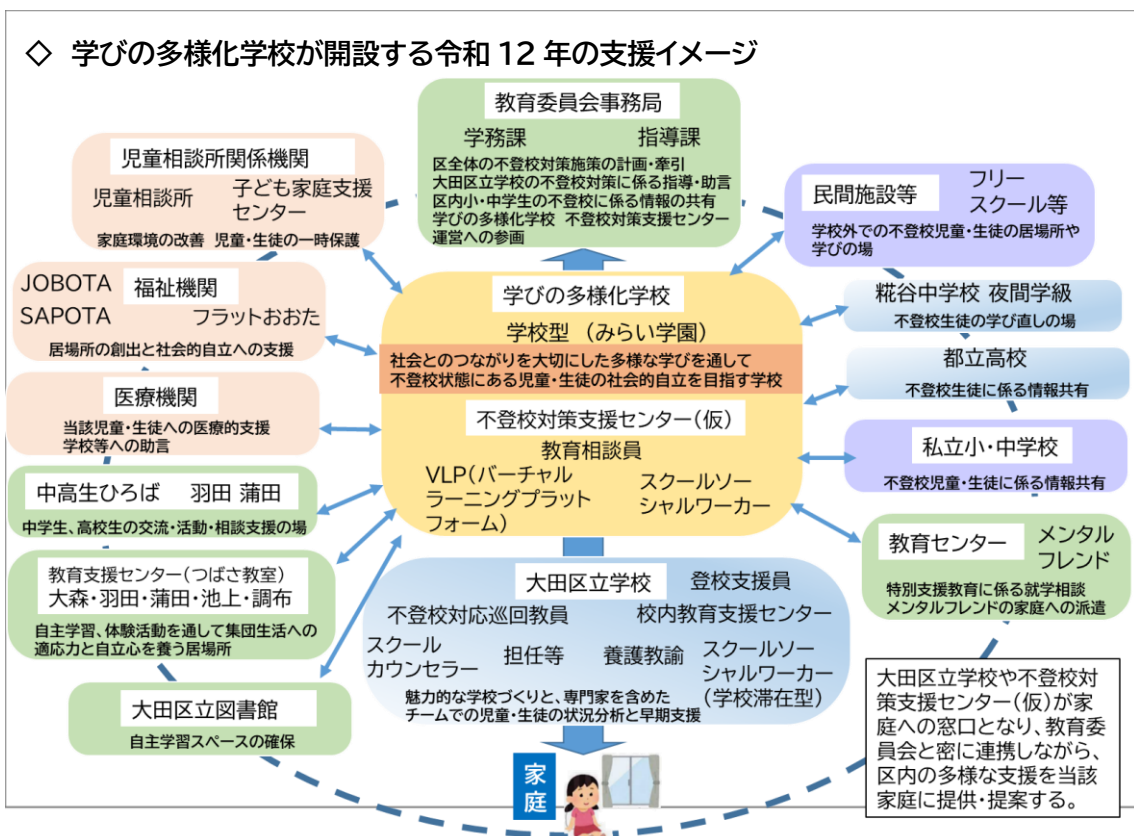 ◇ 学びの多様化学校が開設する令和 12 年の支援イメージ
教育委員会事務局
学務課 指導課
区全体の不登校対策施策の計画・牽引
大田区立学校の不登校対策に係る指導・助言
区内小・中学生の不登校に係る情報の共有
学びの多様化学校 不登校対策支援センター
運営への参画
児童相談所関係機関
児童相談所
子ども家庭支援
センター
家庭環境の改善 児童・生徒の一時保護
JOBOTA
SAPOTA
福祉機関
フラットおおた
居場所の創出と社会的自立への支援
医療機関
当該児童・生徒への医療的支援
学校等への助言
中高生ひろば 羽田 蒲田
中学生、高校生の交流・活動・相談支援の場
教育支援センター(つばさ教室)
大森・羽田・蒲田・池上・調布
自主学習、体験活動を通して集団生活への
適応力と自立心を養う居場所
大田区立図書館
自主学習スペースの確保
学びの多様化学校
学校型 (みらい学園)
社会とのつながりを大切にした多様な学びを通して
不登校状態にある児童・生徒の社会的自立を目指す学校
不登校対策支援センター(仮)
教育相談員
VLP(バーチャル
ラーニングプラット
フォーム)
スクールソー
シャルワーカー
大田区立学校
登校支援員
不登校対応巡回教員
校内教育支援センター
スクール
カウンセラー
担任等
養護教諭
スクールソー
シャルワーカー
(学校滞在型)
魅力的な学校づくりと、専門家を含めた
チームでの児童・生徒の状況分析と早期支援
家庭
民間施設等
フリー
スクール等
学校外での不登校児童・生徒の居場所や
学びの場
糀谷中学校 夜間学級
不登校生徒の学び直しの場
都立高校
不登校生徒に係る情報共有
私立小・中学校
不登校児童・生徒に係る情報共有
教育センター
メンタル
フレンド
特別支援教育に係る就学相談
メンタルフレンドの家庭への派遣
大田区立学校や不登校対
策支援センター(仮)が家
庭への窓口となり、教育委
員会と密に連携しながら、
区内の多様な支援を当該
家庭に提供・提案する。